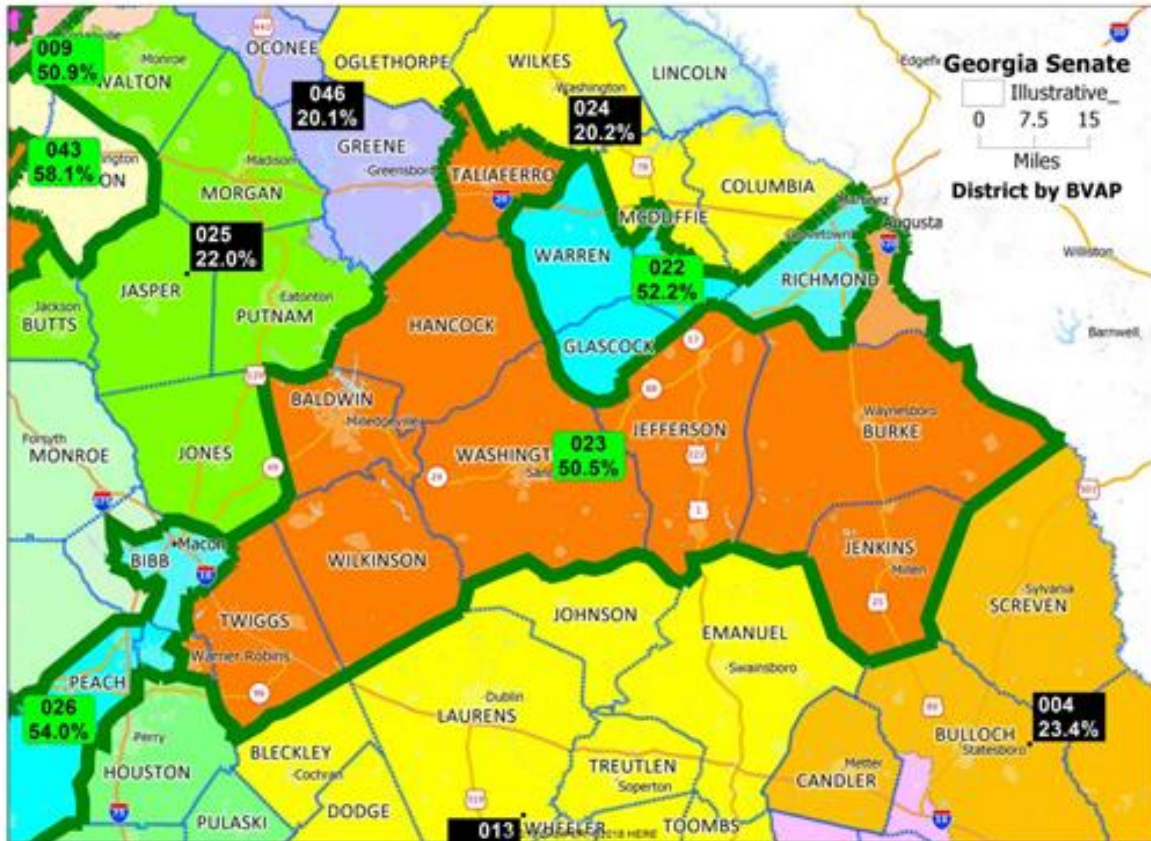 Georgia Senate
Illustrative_
0 7.5 15
Miles
District by BVAP
009
50.9%
WALTON
Monroe
OCONEE
OGLETHORPE
WILKES
Washington
LINCOLN
046
20.1%
024
20.2%
GREENE
Greensboro
043
58.1%
MORGAN
Madison
TALIAFERRO
78
COLUMBIA
MCDUFFIE
Augusta
Williston
025
22.0%
WARREN
022
52.2%
RICHMOND
JASPER
Jackson
BUTTS
Eatonton
PUTNAM
HANCOCK
GLASCOCK
Barnwell
BALDWIN
Milledgeville
JEFFERSON
Waynesboro
BURKE
Forsyth
MONROE
JONES
023
50.5%
1
Macon
BIBB
WILKINSON
JENKINS
Millen
TWIGGS
JOHNSON
Sylvania
SCREVEN
EMANUEL
Warner Robins
Swainsboro
PEACH
026
54.0%
Dublin
LAURENS
004
23.4%
BULLOCH
Statesboro
Perry
HOUSTON
BLECKLEY
Cochran
TREUTLEN
Soperton
Metter
CANDLER
DODGE
PULASKI
75
013
WHEELER
TOOMBS